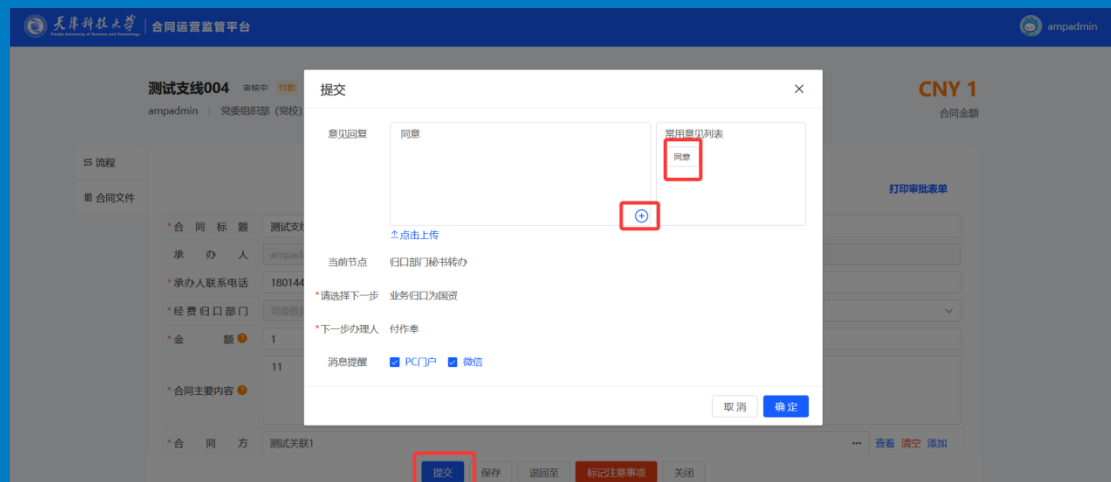 天津科技大学 合同运营监管平台 ampadmin
测试支线004 审核中 付款
CNY 1
ampadmin 党委组织部（党校）
合同金额
提交
意见回复 同意
常用意见列表
同意
点击上传
当前节点 归口部门秘书转办
*请选择下一步 业务归口为国资
*下一步办理人 付作奉
消息提醒 PC门户 微信
取消 确定
流程
合同文件
打印审批表单
*合同标题 测试支
承办人 ampad
*承办人联系电话 180144
*经费归口部门 党委
*金额 1
*合同主要内容 11
*合同方 测试关联1 ... 查看 清空 添加
提交 保存 退回至 标记注意事项 关闭